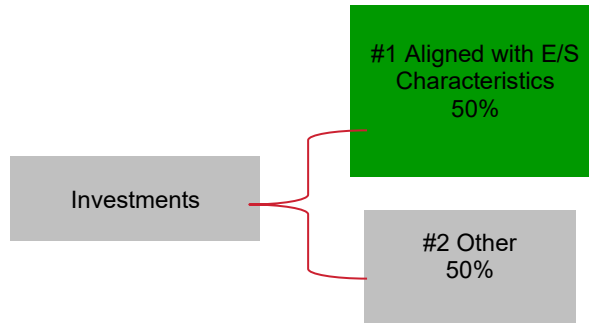 #1 Aligned with E/S
Characteristics
50%
Investments
#2 Other
50%